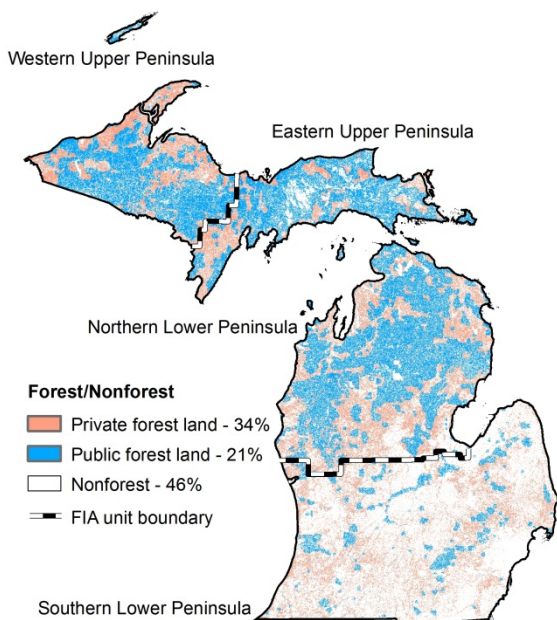 Western Upper Peninsula
Eastern Upper Peninsula
Northern Lower Peninsula
Forest/Nonforest
Private forest land - 34%
Public forest land - 21%
Nonforest - 46%
FIA unit boundary
Southern Lower Peninsula